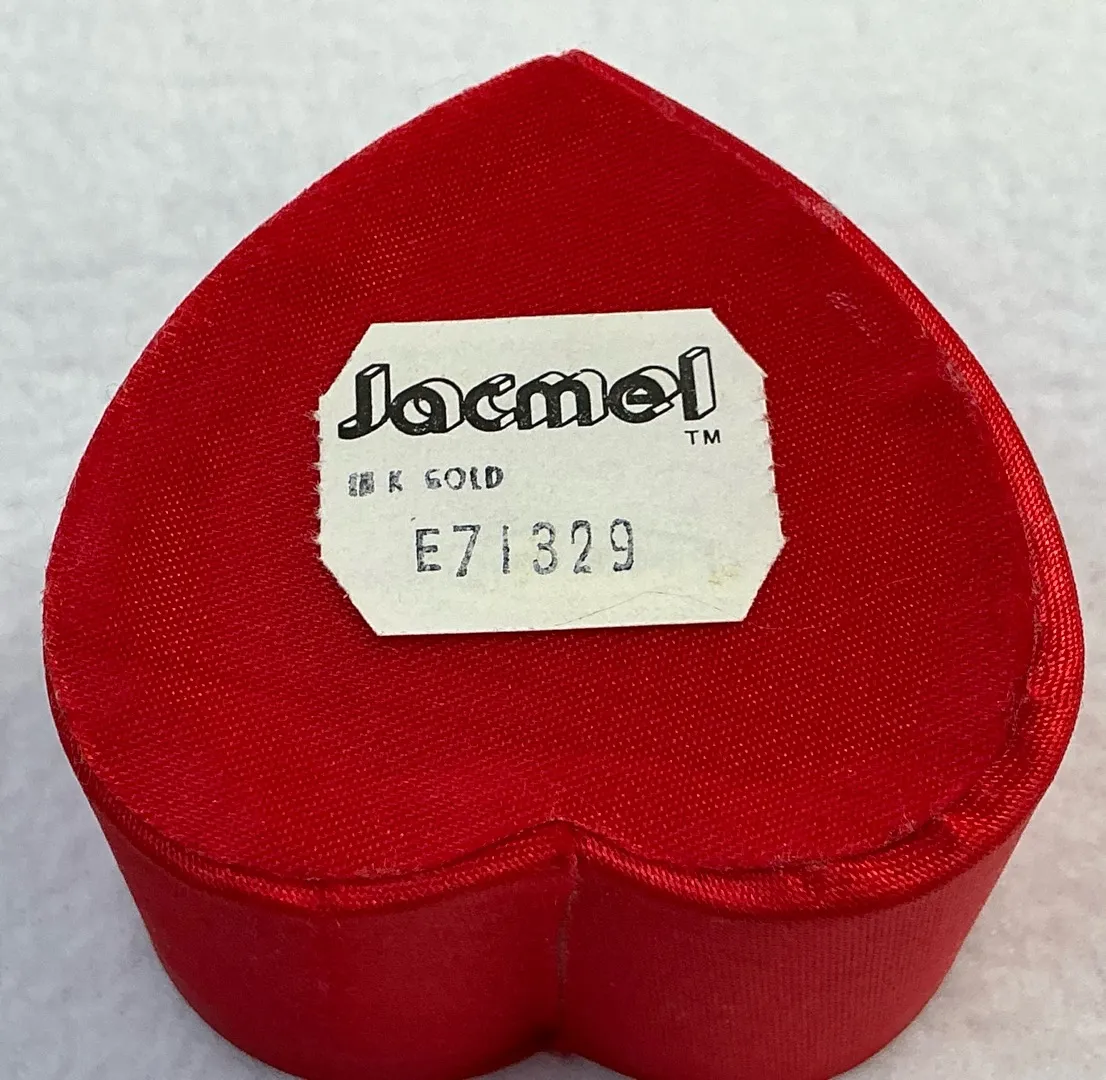 Jacmel
TM
K GOLD
E71329